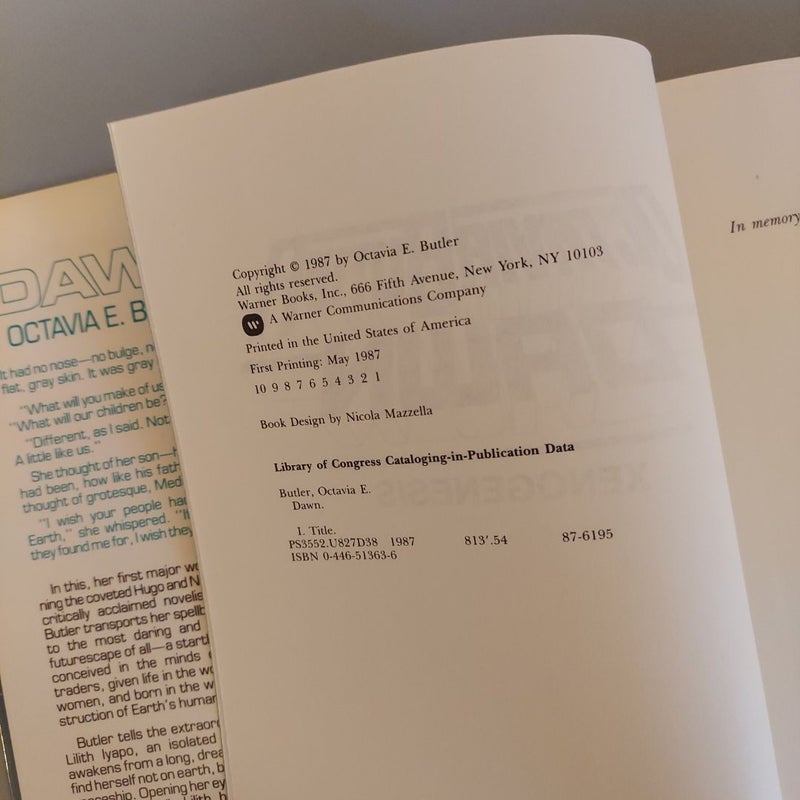 DAW
OCTAVIA E. B
It had no nose—no bulge, n
flat, gray skin. It was gray
"What will you make of us
"What will our children be?
"Different, as I said. Not
A little like us."
She thought of her son—h
had been, how like his fath
thought of grotesque, Med
"I wish your people had
Earth," she whispered. "It
they found me for, I wish they
In this, her first major w
ning the coveted Hugo and N
critically acclaimed novelis
Butler transports her spellb
to the most daring and
futurescape of all—a startl
conceived in the minds
traders, given life in the w
women, and born in the w
struction of Earth's human
Butler tells the extraor
Lilith Iyapo, an isolated
awakens from a long, drea
find herself not on earth, b
Opening her ey
Copyright © 1987 by Octavia E. Butler
All rights reserved.
Warner Books, Inc., 666 Fifth Avenue, New York, NY 10103
W A Warner Communications Company
Printed in the United States of America
First Printing: May 1987
10 9 8 7 6 5 4 3 2 1
Book Design by Nicola Mazzella
Library of Congress Cataloging-in-Publication Data
Butler, Octavia E.
Dawn.
I. Title.
PS3552.U827D38 1987 813'.54 87-6195
ISBN 0-446-51363-6
In memory